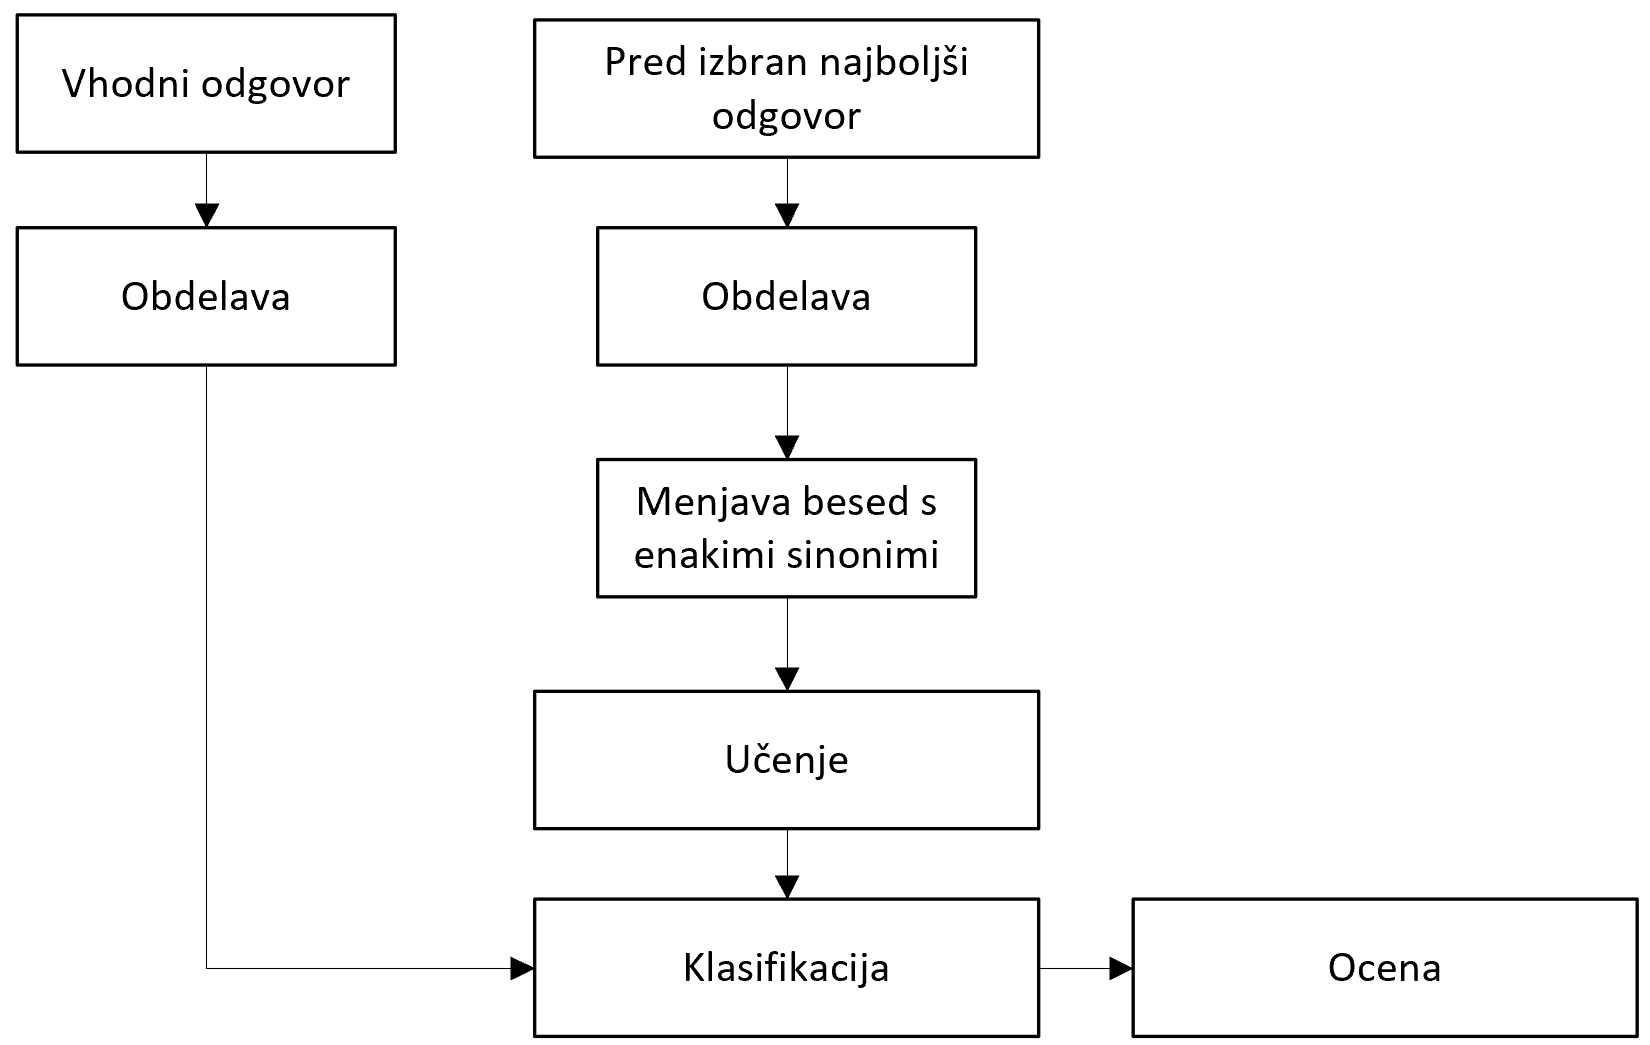 Vhodni odgovor
Pred izbran najboljši
odgovor
Obdelava
Obdelava
Menjava besed s
enakimi sinonimi
Učenje
Klasifikacija
Ocena